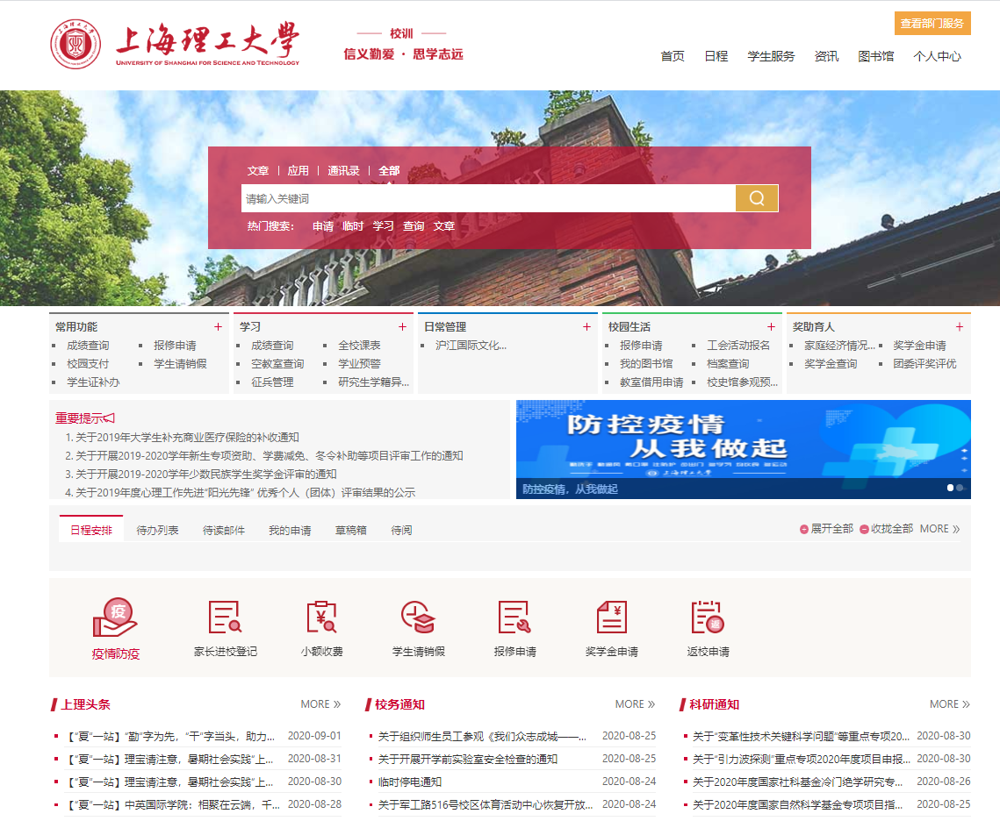 上海理工大学
UNIVERSITY OF SHANGHAI FOR SCIENCE AND TECHNOLOGY
校训
信义勤爱 · 思学志远
查看部门服务
首页 日程 学生服务 资讯 图书馆 个人中心
文章 | 应用 | 通讯录 | 全部
请输入关键词
热门搜索： 申请 临时 学习 查询 文章
常用功能 +
成绩查询 报修申请
校园支付 学生请销假
学生证补办
学习 +
成绩查询 全校课表
空教室查询 学业预警
征兵管理 研究生学籍异...
日常管理 +
沪江国际文化...
校园生活 +
报修申请 工会活动报名
我的图书馆 档案查询
教室借用申请 校史馆参观预...
奖助育人 +
家庭经济情况... 奖学金申请
奖学金查询 团委评奖评优
重要提示
1. 关于2019年大学生补充商业医疗保险的补收通知
2. 关于开展2019-2020学年新生专项资助、学费减免、冬令补助等项目评审工作的通知
3. 关于开展2019-2020学年少数民族学生奖学金评审的通知
4. 关于2019年度心理工作先进“阳光先锋” 优秀个人（团体）评审结果的公示
防控疫情
从我做起
上海理工大学
防控疫情，从我做起
日程安排 待办列表 待读邮件 我的申请 草稿箱 待阅
展开全部 收拢全部 MORE »
疫
疫情防疫
家长进校登记
小额收费
学生请销假
报修申请
奖学金申请
返
返校申请
上理头条 MORE »
【“夏”一站】“勤”字为先，“干”字当头，助力... 2020-09-01
【“夏”一站】理宝请注意，暑期社会实践“上... 2020-08-31
【“夏”一站】理宝请注意，暑期社会实践“上... 2020-08-30
【“夏”一站】中英国际学院：相聚在云端，千... 2020-08-28
校务通知 MORE »
关于组织师生员工参观《我们众志成城——... 2020-08-25
关于开展开学前实验室安全检查的通知 2020-08-25
临时停电通知 2020-08-24
关于军工路516号校区体育活动中心恢复开放... 2020-08-24
科研通知 MORE »
关于“变革性技术关键科学问题”等重点专项20... 2020-08-30
关于“引力波探测”重点专项2020年度项目申报... 2020-08-30
关于2020年度国家社科基金冷门绝学研究专... 2020-08-26
关于2020年度国家自然科学基金专项项目指... 2020-08-25